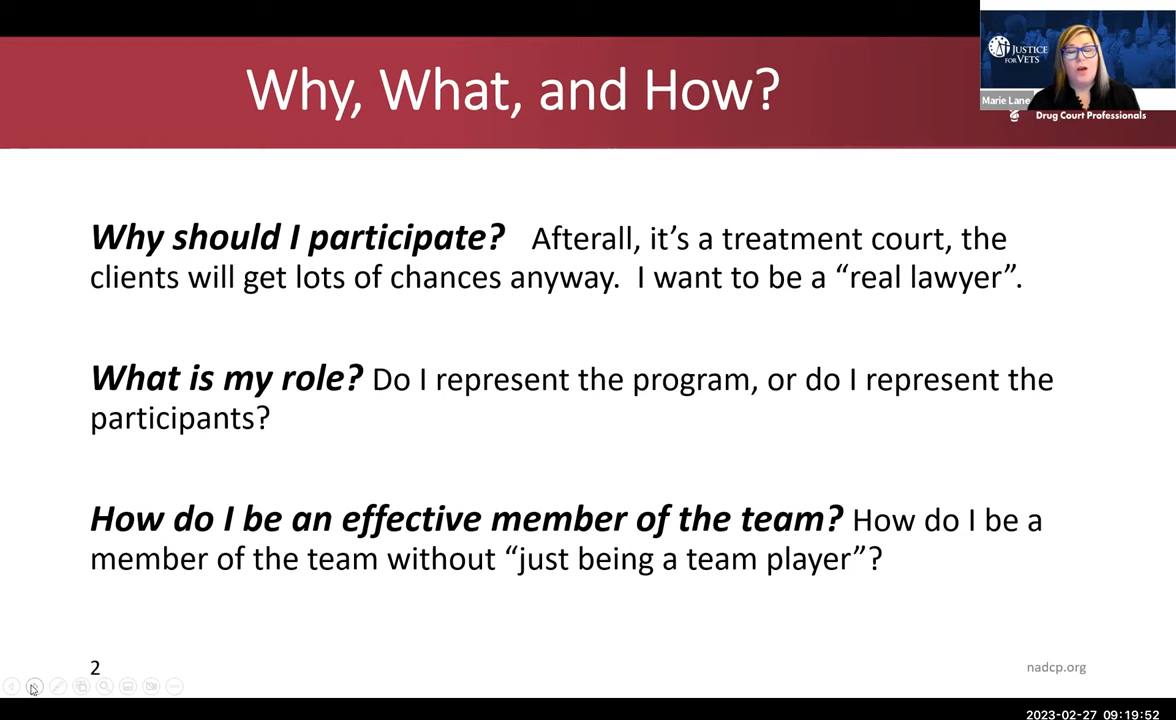 Why, What, and How?
JUSTICE
FOR VETS
Marie Lane
Drug Court Professionals
Why should I participate? Afterall, it's a treatment court, the
clients will get lots of chances anyway. I want to be a “real lawyer”.
What is my role? Do I represent the program, or do I represent the
participants?
How do I be an effective member of the team? How do I be a
member of the team without “just being a team player”?
2
nadcp.org
2023-02-27 09:19:52